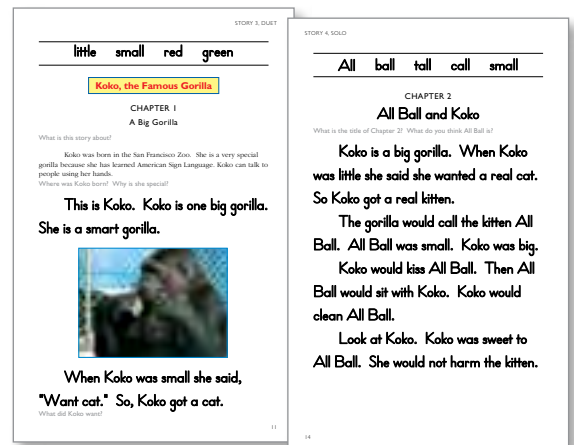 STORY 3, DUET
little small red green
Koko, the Famous Gorilla
CHAPTER 1
A Big Gorilla
What is this story about?
Koko was born in the San Francisco Zoo. She is a very special
gorilla because she has learned American Sign Language. Koko can talk to
people using her hands.
Where was Koko born? Why is she special?
This is Koko. Koko is one big gorilla.
She is a smart gorilla.
When Koko was small she said,
"Want cat." So, Koko got a cat.
What did Koko want?
11
STORY 4, SOLO
All ball tall call small
CHAPTER 2
All Ball and Koko
What is the title of Chapter 2? What do you think All Ball is?
Koko is a big gorilla. When Koko
was little she said she wanted a real cat.
So Koko got a real kitten.
The gorilla would call the kitten All
Ball. All Ball was small. Koko was big.
Koko would kiss All Ball. Then All
Ball would sit with Koko. Koko would
clean All Ball.
Look at Koko. Koko was sweet to
All Ball. She would not harm the kitten.
14